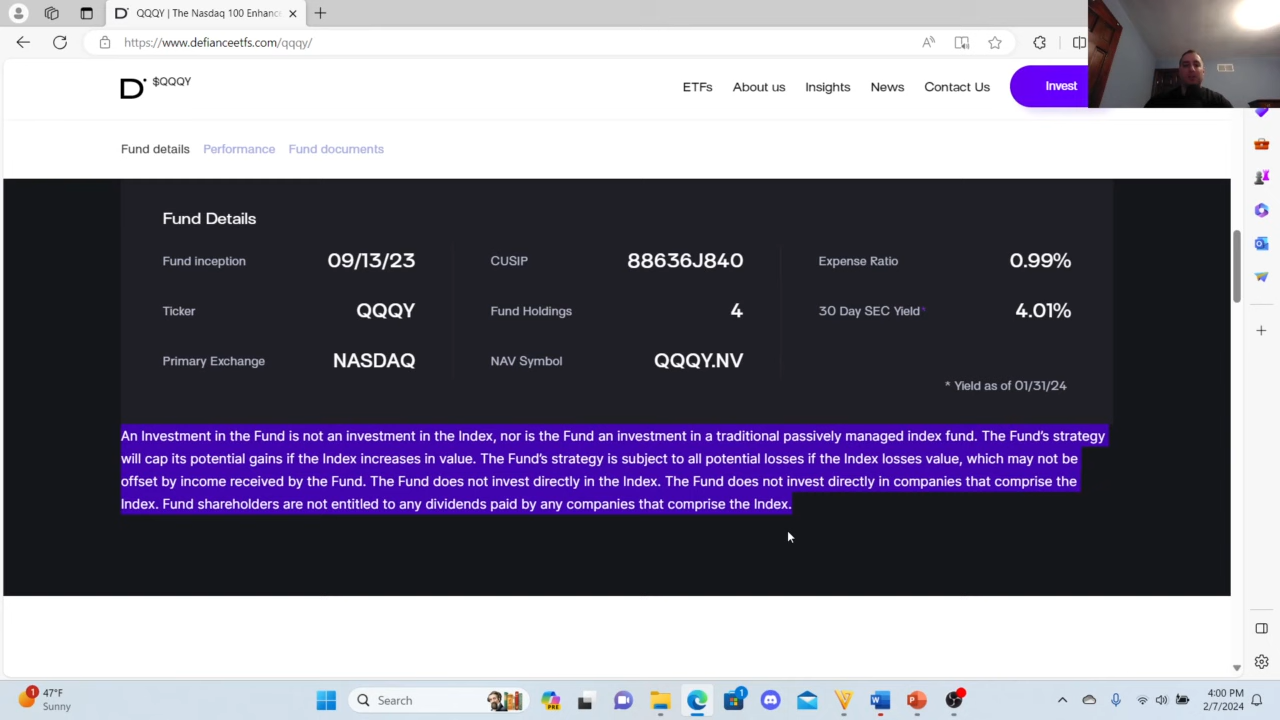 QQQY | The Nasdaq 100 Enhance
https://www.defianceetfs.com/qqqy/
D $QQQY
ETFs About us Insights News Contact Us Invest
Fund details Performance Fund documents
Fund Details
Fund inception 09/13/23 CUSIP 88636J840 Expense Ratio 0.99%
Ticker QQQY Fund Holdings 4 30 Day SEC Yield* 4.01%
Primary Exchange NASDAQ NAV Symbol QQQY.NV
* Yield as of 01/31/24
An Investment in the Fund is not an investment in the Index, nor is the Fund an investment in a traditional passively managed index fund. The Fund's strategy
will cap its potential gains if the Index increases in value. The Fund's strategy is subject to all potential losses if the Index losses value, which may not be
offset by income received by the Fund. The Fund does not invest directly in the Index. The Fund does not invest directly in companies that comprise the
Index. Fund shareholders are not entitled to any dividends paid by any companies that comprise the Index.
1 47°F
Sunny
Search
PRE
1
4:00 PM
2/7/2024